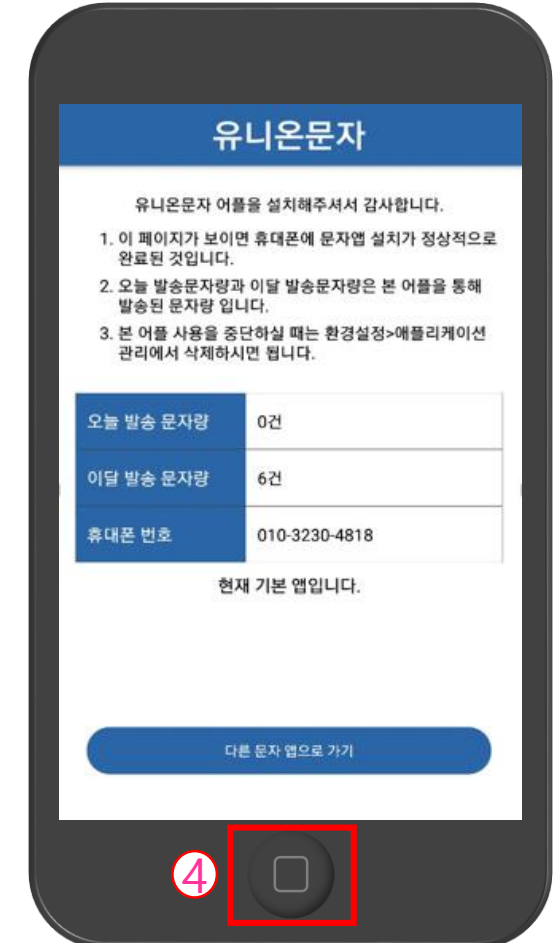 유니온문자
유니온문자 어플을 설치해주셔서 감사합니다.
1. 이 페이지가 보이면 휴대폰에 문자앱 설치가 정상적으로
완료된 것입니다.
2. 오늘 발송문자량과 이달 발송문자량은 본 어플을 통해
발송된 문자량 입니다.
3. 본 어플 사용을 중단하실 때는 환경설정>애플리케이션
관리에서 삭제하시면 됩니다.
오늘 발송 문자량 0건
이달 발송 문자량 6건
휴대폰 번호 010-3230-4818
현재 기본 앱입니다.
다른 문자 앱으로 가기
4